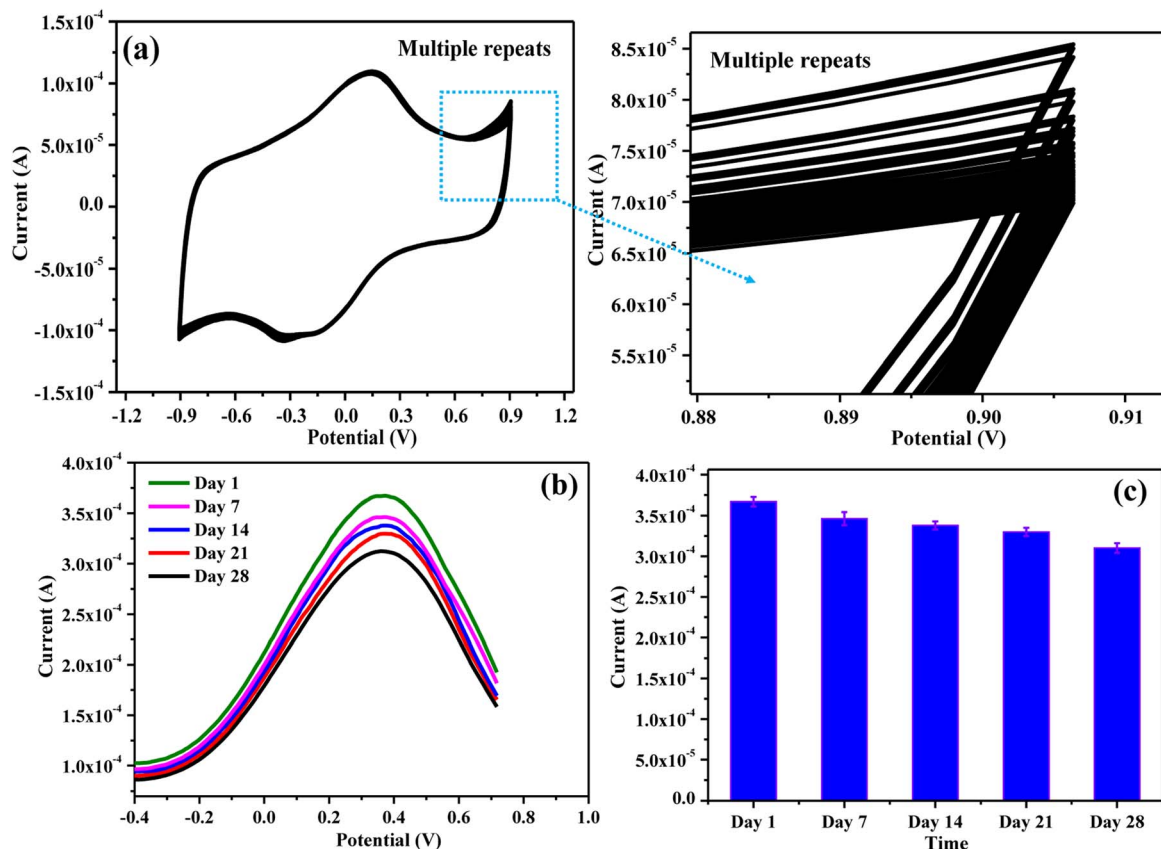 (a)
Multiple repeats
1.5x10⁻⁴
1.0x10⁻⁴
5.0x10⁻⁵
0.0
-5.0x10⁻⁵
-1.0x10⁻⁴
-1.5x10⁻⁴
Current (A)
-1.2 -0.9 -0.6 -0.3 0.0 0.3 0.6 0.9 1.2
Potential (V)
Multiple repeats
8.5x10⁻⁵
8.0x10⁻⁵
7.5x10⁻⁵
7.0x10⁻⁵
6.5x10⁻⁵
6.0x10⁻⁵
5.5x10⁻⁵
Current (A)
0.88 0.89 0.90 0.91
Potential (V)
(b)
Day 1
Day 7
Day 14
Day 21
Day 28
4.0x10⁻⁴
3.5x10⁻⁴
3.0x10⁻⁴
2.5x10⁻⁴
2.0x10⁻⁴
1.5x10⁻⁴
1.0x10⁻⁴
Current (A)
-0.4 -0.2 0.0 0.2 0.4 0.6 0.8 1.0
Potential (V)
(c)
4.0x10⁻⁴
3.5x10⁻⁴
3.0x10⁻⁴
2.5x10⁻⁴
2.0x10⁻⁴
1.5x10⁻⁴
1.0x10⁻⁴
5.0x10⁻⁵
0.0
Current (A)
Day 1 Day 7 Day 14 Day 21 Day 28
Time